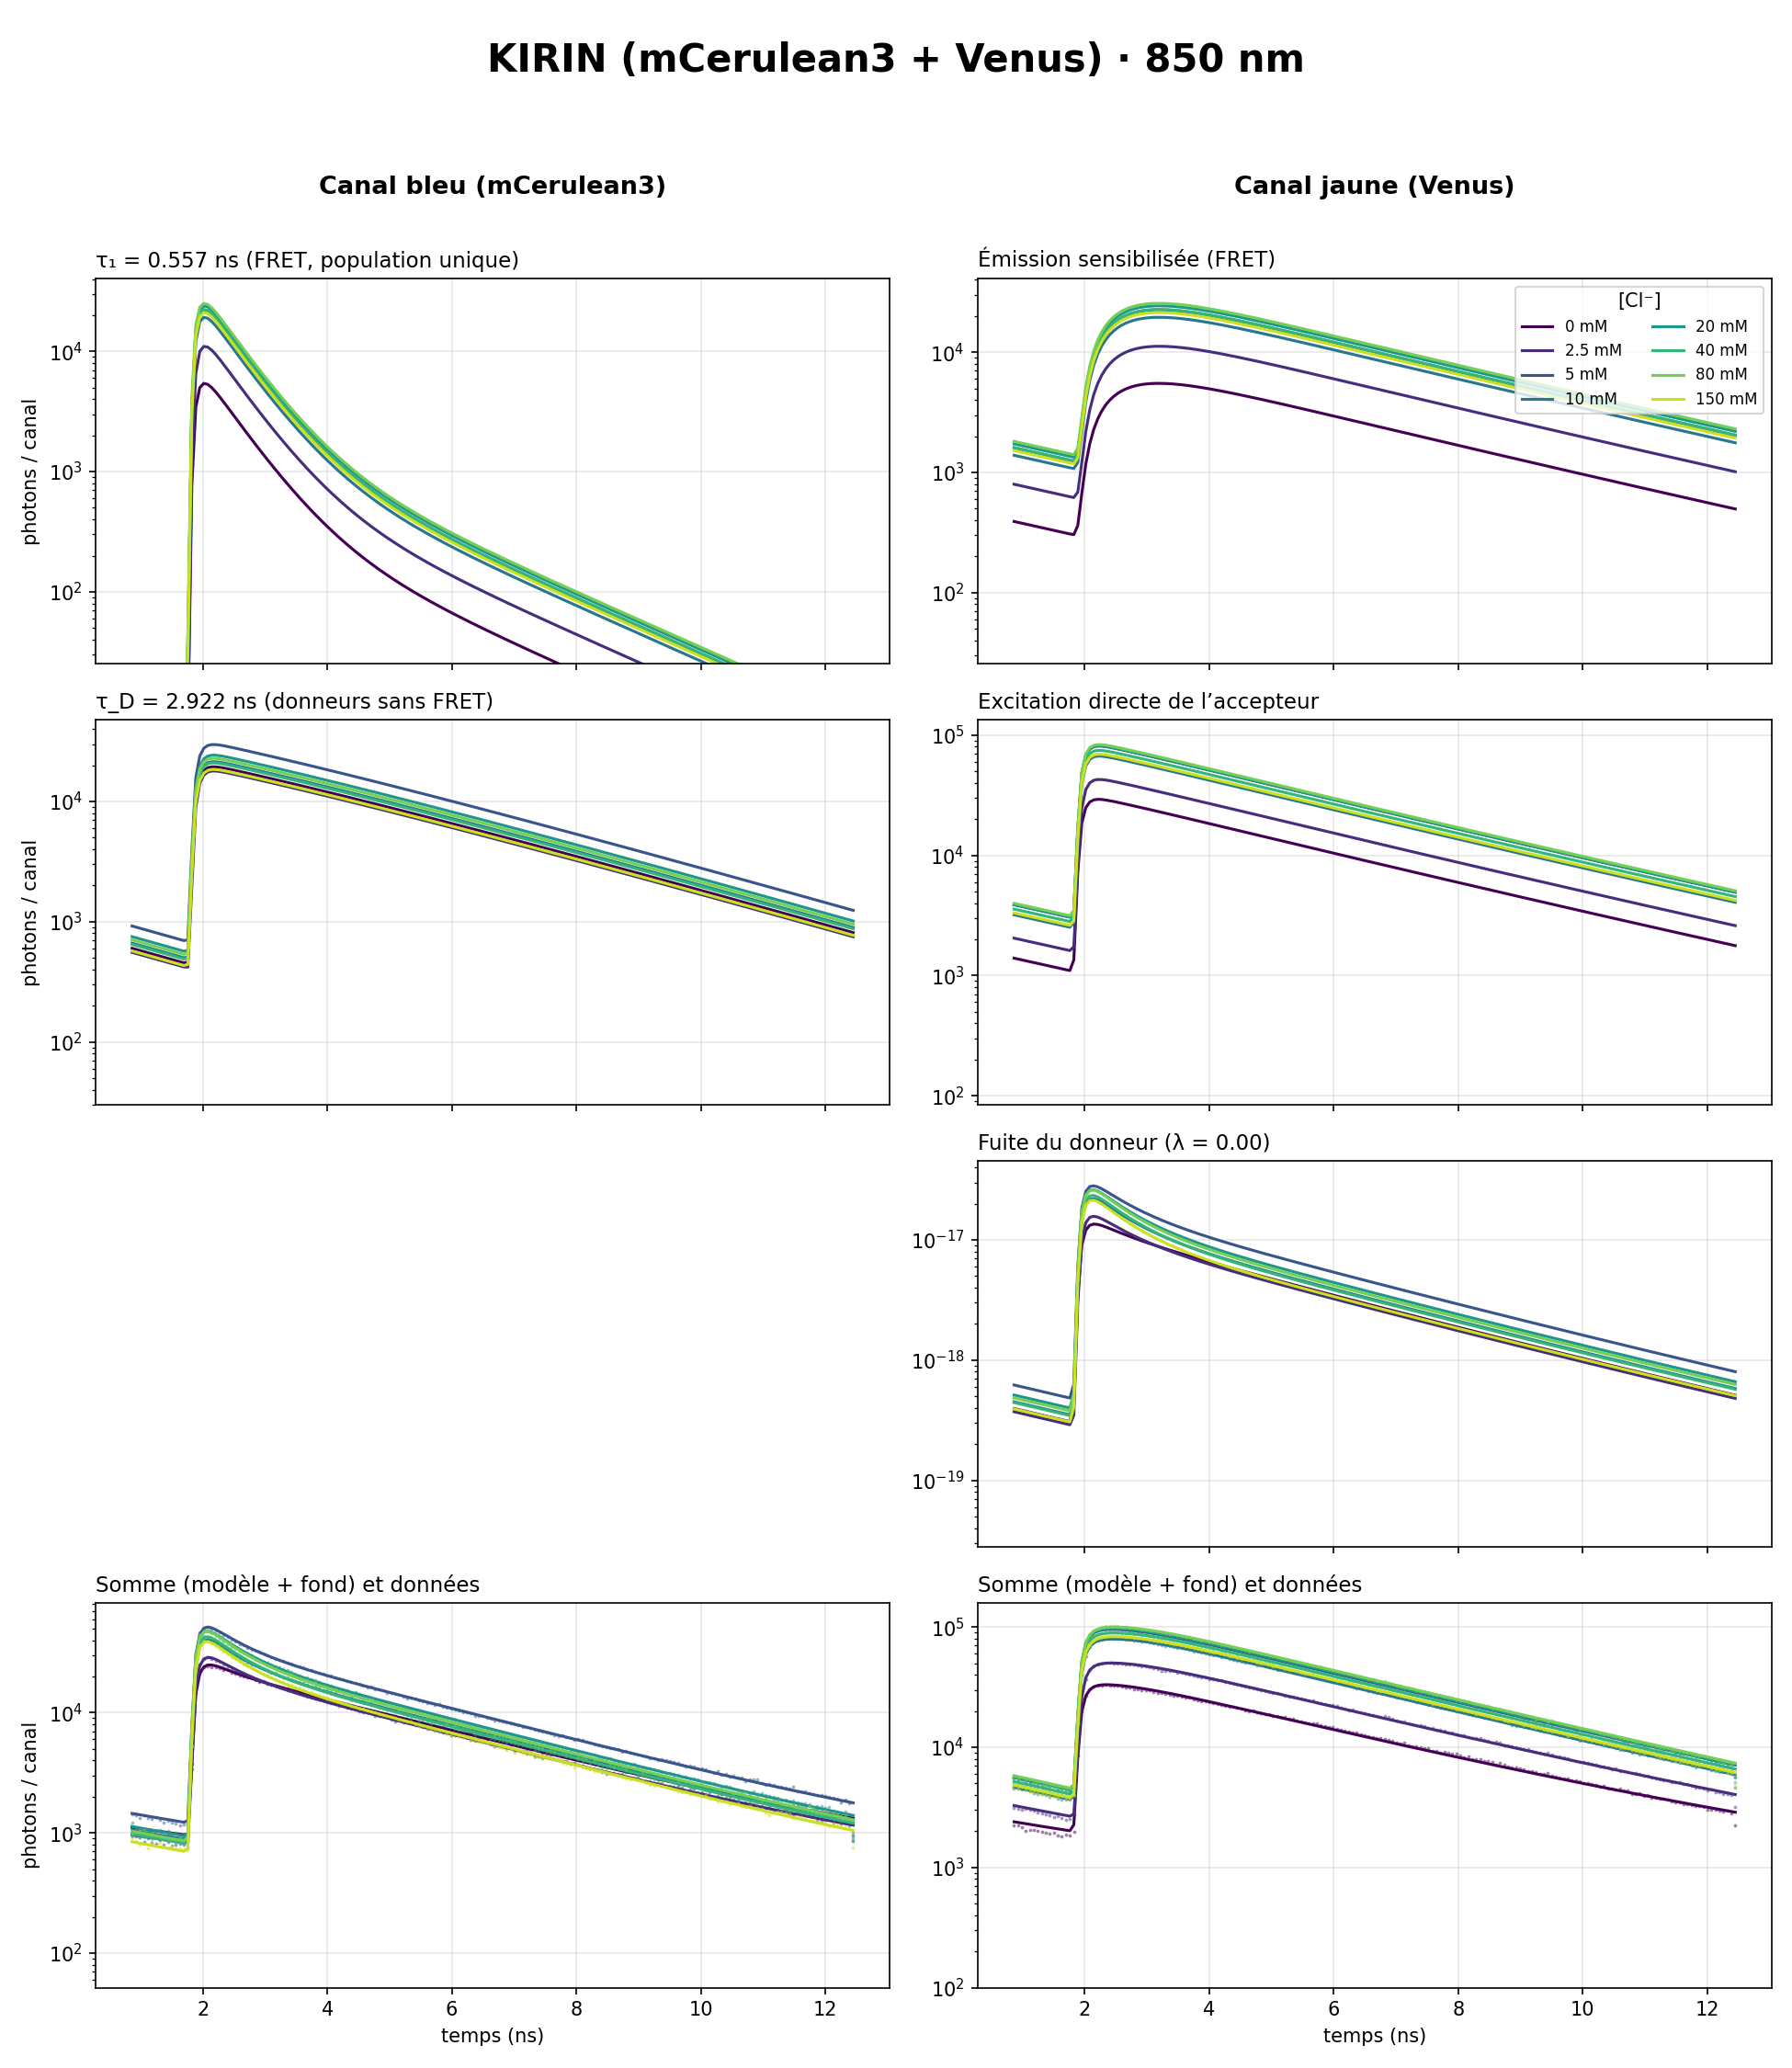 KIRIN (mCerulean3 + Venus) · 850 nm
Canal bleu (mCerulean3)
Canal jaune (Venus)
τ₁ = 0.557 ns (FRET, population unique)
photons / canal
10⁴
10³
10²
Émission sensibilisée (FRET)
10⁴
10³
10²
[Cl⁻]
0 mM
2.5 mM
5 mM
10 mM
20 mM
40 mM
80 mM
150 mM
τ_D = 2.922 ns (donneurs sans FRET)
photons / canal
10⁴
10³
10²
Excitation directe de l’accepteur
10⁵
10⁴
10³
10²
Fuite du donneur (λ = 0.00)
10⁻¹⁷
10⁻¹⁸
10⁻¹⁹
Somme (modèle + fond) et données
photons / canal
10⁴
10³
10²
2 4 6 8 10 12
temps (ns)
Somme (modèle + fond) et données
10⁵
10⁴
10³
10²
2 4 6 8 10 12
temps (ns)